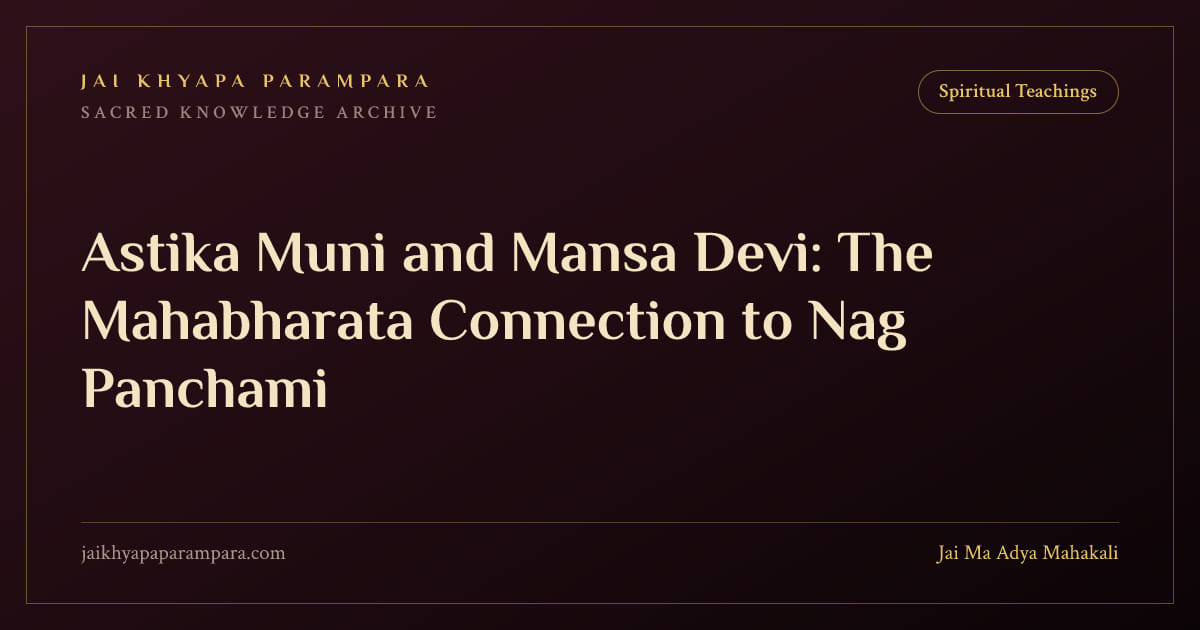 JAI KHYAPA PARAMPARA
SACRED KNOWLEDGE ARCHIVE
Spiritual Teachings
Astika Muni and Mansa Devi: The
Mahabharata Connection to Nag
Panchami
jaikhyapaparampara.com
Jai Ma Adya Mahakali